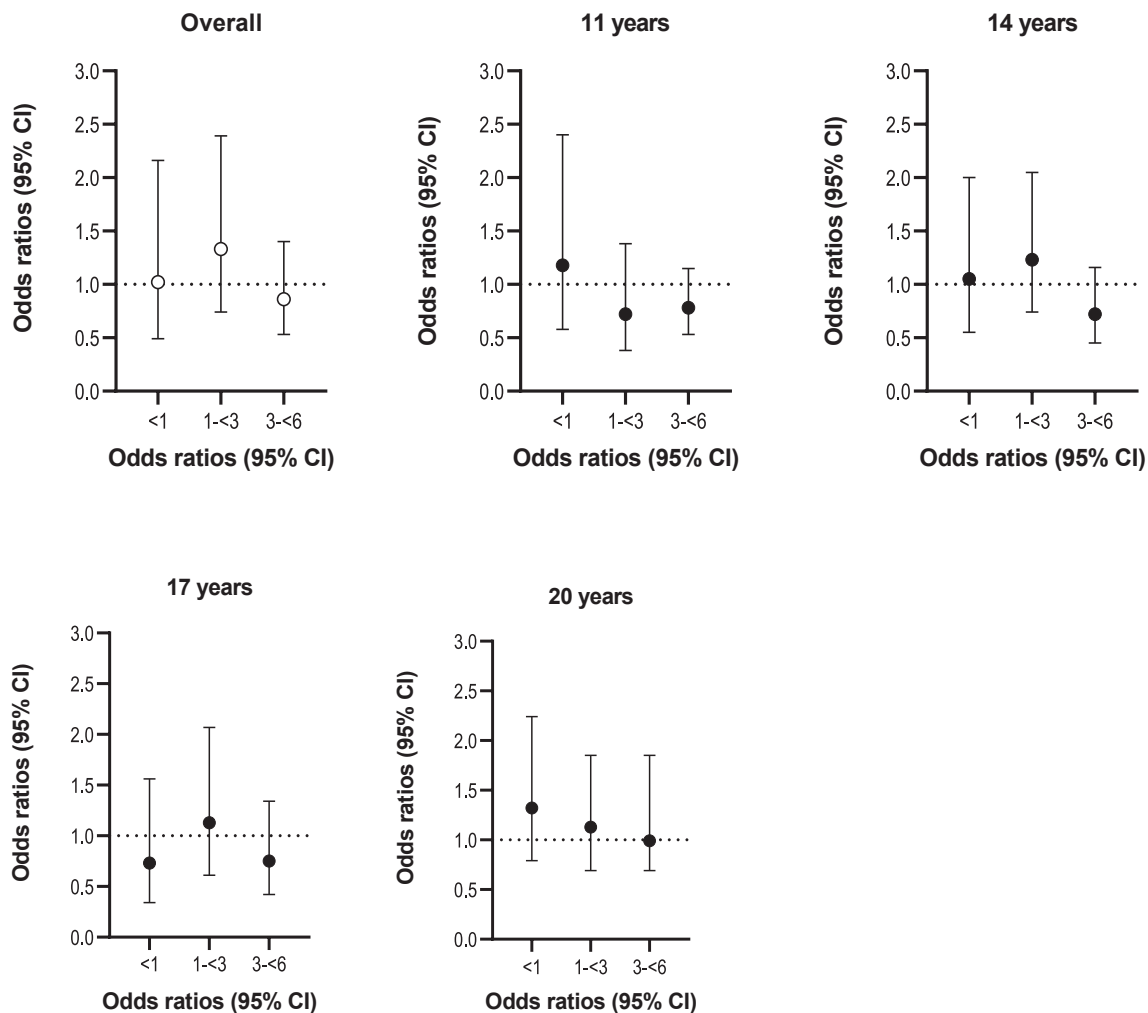 Overall
Odds ratios (95% CI)
3.0
2.5
2.0
1.5
1.0
0.5
0.0
<1 1-<3 3-<6
Odds ratios (95% CI)
11 years
Odds ratios (95% CI)
3.0
2.5
2.0
1.5
1.0
0.5
0.0
<1 1-<3 3-<6
Odds ratios (95% CI)
14 years
Odds ratios (95% CI)
3.0
2.5
2.0
1.5
1.0
0.5
0.0
<1 1-<3 3-<6
Odds ratios (95% CI)
17 years
Odds ratios (95% CI)
3.0
2.5
2.0
1.5
1.0
0.5
0.0
<1 1-<3 3-<6
Odds ratios (95% CI)
20 years
Odds ratios (95% CI)
3.0
2.5
2.0
1.5
1.0
0.5
0.0
<1 1-<3 3-<6
Odds ratios (95% CI)